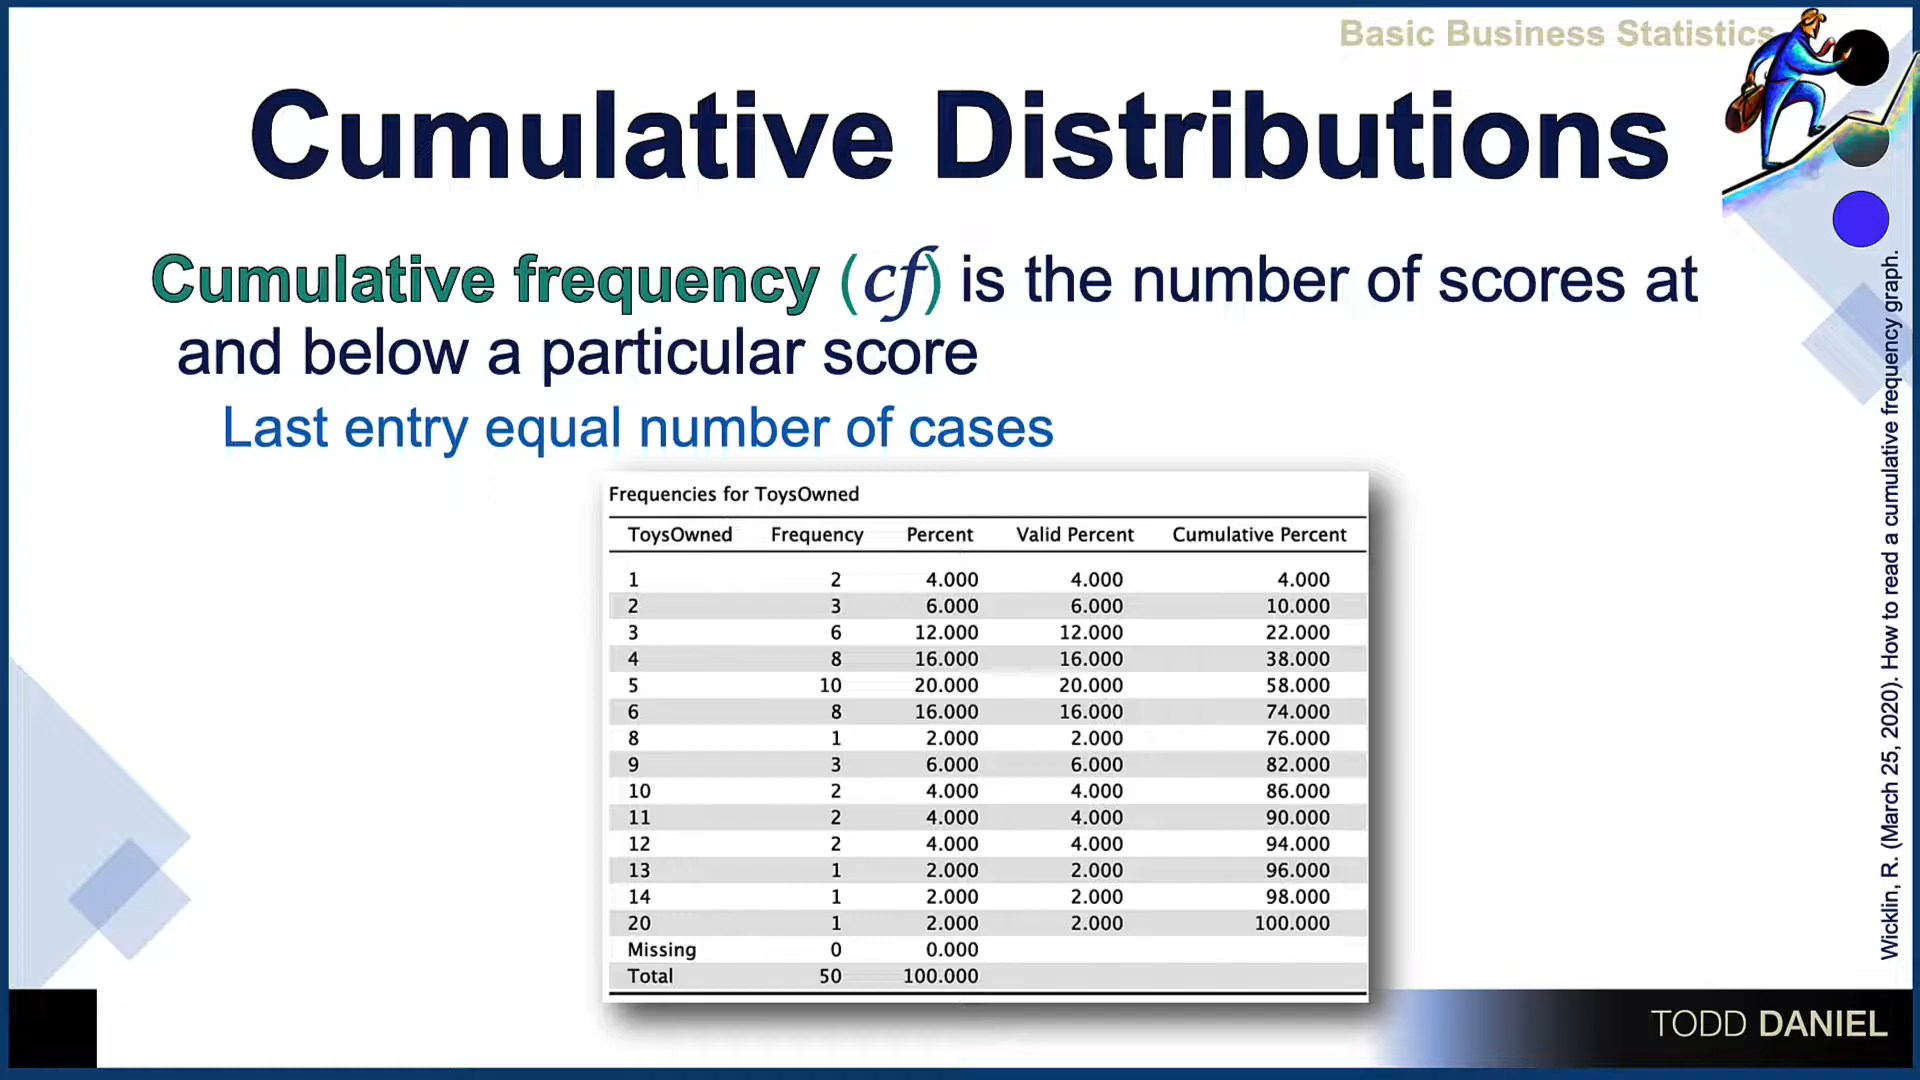 Basic Business Statistics
Cumulative Distributions
Cumulative frequency (cf) is the number of scores at
and below a particular score
Last entry equal number of cases
Frequencies for ToysOwned
ToysOwned Frequency Percent Valid Percent Cumulative Percent
1 2 4.000 4.000 4.000
2 3 6.000 6.000 10.000
3 6 12.000 12.000 22.000
4 8 16.000 16.000 38.000
5 10 20.000 20.000 58.000
6 8 16.000 16.000 74.000
8 1 2.000 2.000 76.000
9 3 6.000 6.000 82.000
10 2 4.000 4.000 86.000
11 2 4.000 4.000 90.000
12 2 4.000 4.000 94.000
13 1 2.000 2.000 96.000
14 1 2.000 2.000 98.000
20 1 2.000 2.000 100.000
Missing 0 0.000
Total 50 100.000
Wicklin, R. (March 25, 2020). How to read a cumulative frequency graph.
TODD DANIEL